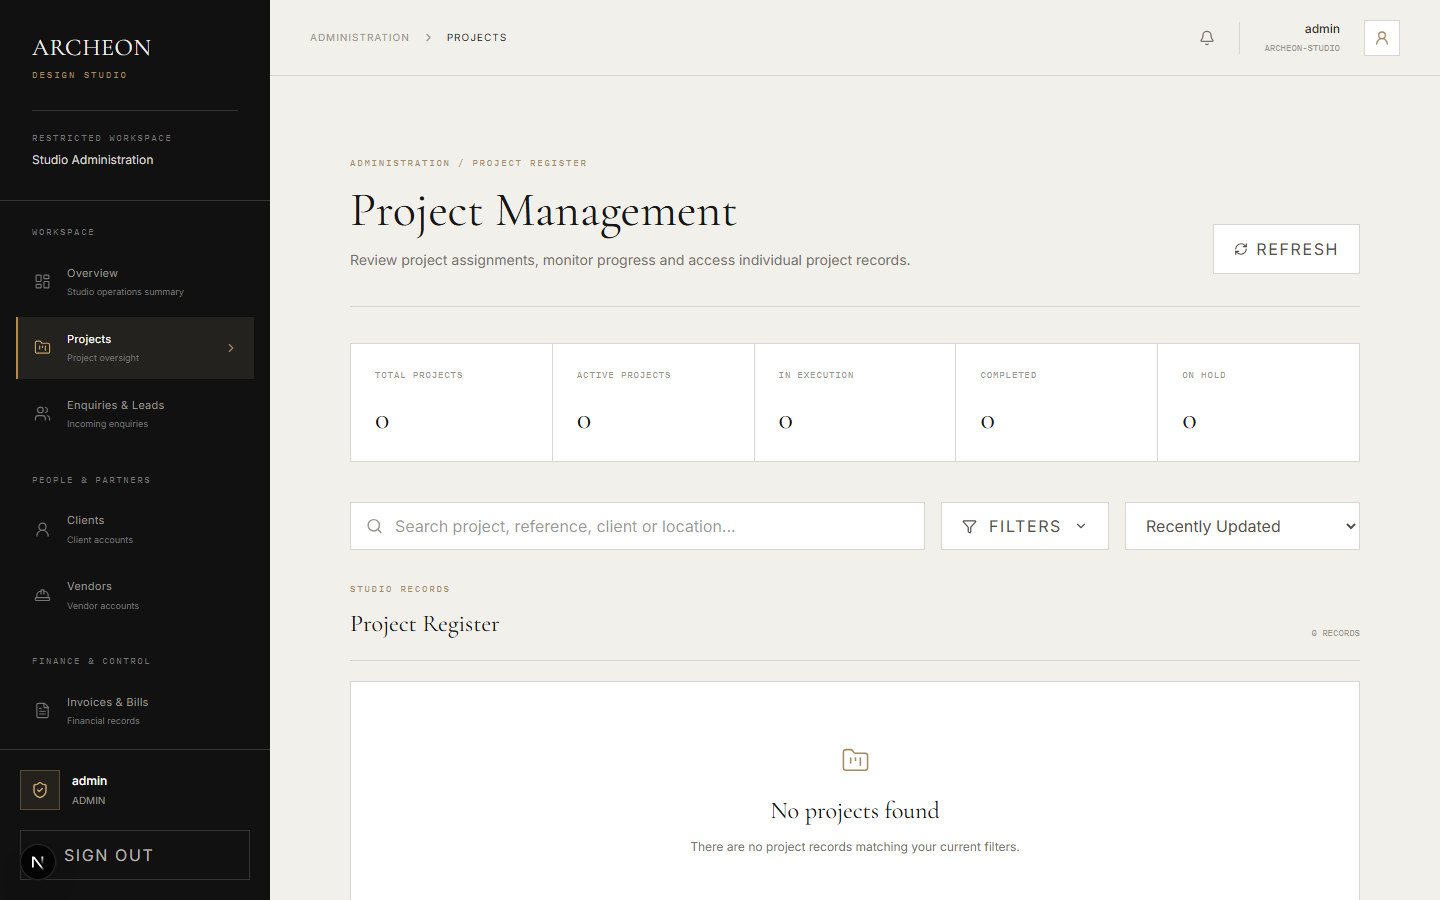 ARCHEON
DESIGN STUDIO
RESTRICTED WORKSPACE
Studio Administration
WORKSPACE
Overview
Studio operations summary
Projects
Project oversight
Enquiries & Leads
Incoming enquiries
PEOPLE & PARTNERS
Clients
Client accounts
Vendors
Vendor accounts
FINANCE & CONTROL
Invoices & Bills
Financial records
admin
ADMIN
N
SIGN OUT
ADMINISTRATION
PROJECTS
admin
ARCHEON-STUDIO
ADMINISTRATION / PROJECT REGISTER
Project Management
Review project assignments, monitor progress and access individual project records.
REFRESH
TOTAL PROJECTS
0
ACTIVE PROJECTS
0
IN EXECUTION
0
COMPLETED
0
ON HOLD
0
Search project, reference, client or location...
FILTERS
Recently Updated
STUDIO RECORDS
Project Register
0 RECORDS
No projects found
There are no project records matching your current filters.